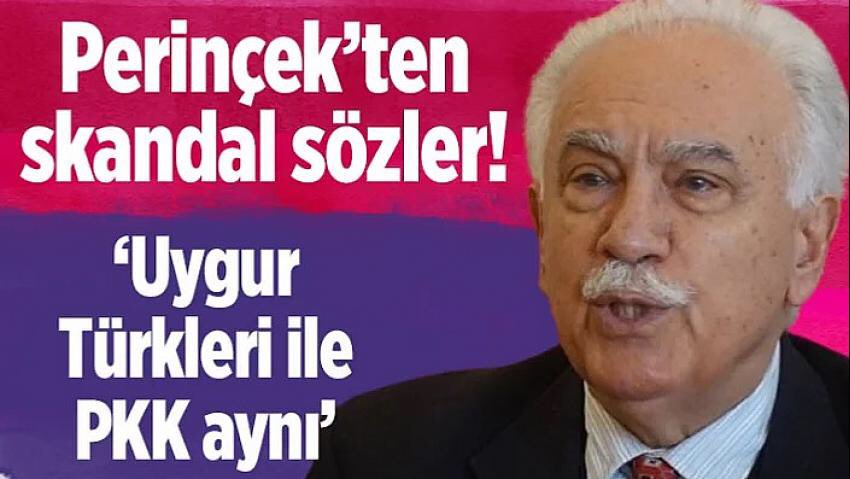 Perinçek’ten
skandal sözler!
‘Uygur
Türkleri ile
PKK aynı’